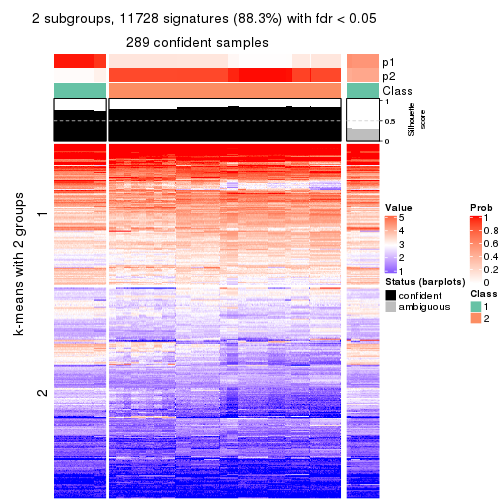 2 subgroups, 11728 signatures (88.3%) with fdr < 0.05
289 confident samples
p1
p2
Class
1
0.5
0
Silhouette
score
k-means with 2 groups
1
2
Value
5
4
3
2
1
Prob
1
0.8
0.6
0.4
0.2
0
Status (barplots)
confident
ambiguous
Class
1
2